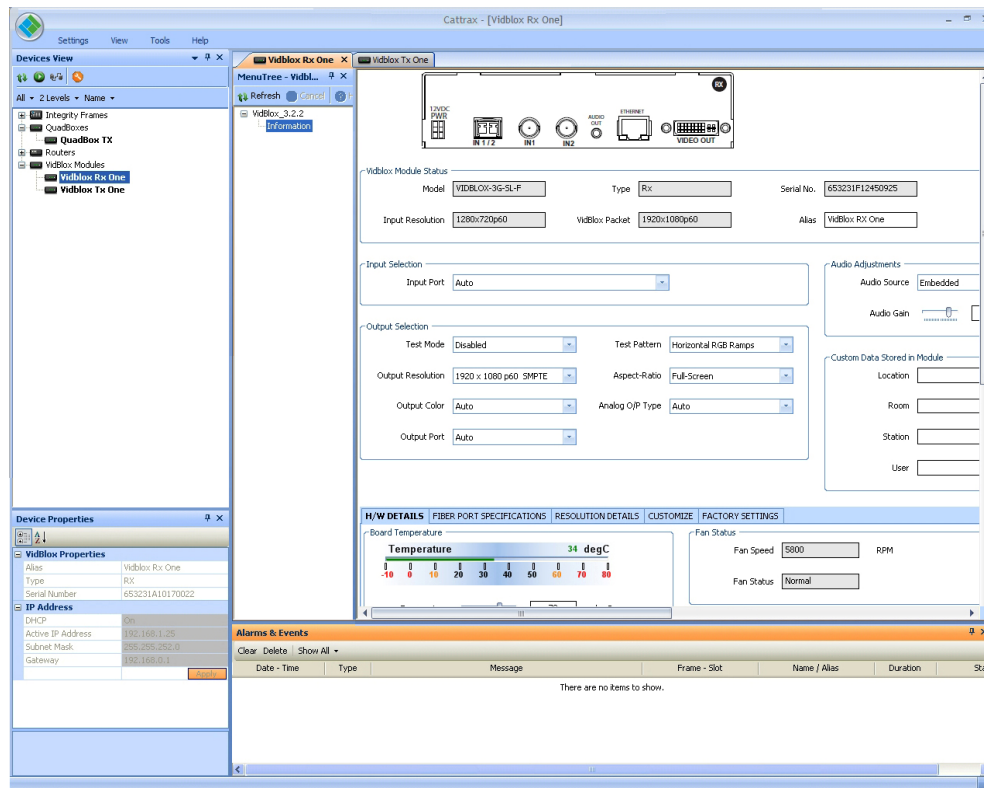 Cattrax - [Vidblox Rx One]
Settings View Tools Help
Devices View
All 2 Levels Name
Integrity Frames
QuadBoxes
QuadBox TX
Routers
VidBlox Modules
Vidblox Rx One
Vidblox Tx One
Device Properties
VidBlox Properties
Alias Vidblox Rx One
Type RX
Serial Number 653231A10170022
IP Address
DHCP On
Active IP Address 192.168.1.25
Subnet Mask 255.255.252.0
Gateway 192.168.0.1
Apply
Vidblox Rx One X Vidblox Tx One
MenuTree - Vidbl...
Refresh Cancel
VidBlox_3.2.2
Information
RX
12VDC
PWR
IN 1/2
IN1
IN2
AUDIO
OUT
ETHERNET
VIDEO OUT
Vidblox Module Status
Model VIDBLOX-3G-SL-F Type Rx Serial No. 653231F12450925
Input Resolution 1280x720p60 VidBlox Packet 1920x1080p60 Alias VidBlox RX One
Input Selection
Input Port Auto
Audio Adjustments
Audio Source Embedded
Audio Gain
Output Selection
Test Mode Disabled Test Pattern Horizontal RGB Ramps
Output Resolution 1920 x 1080 p60 SMPTE Aspect-Ratio Full-Screen
Output Color Auto Analog O/P Type Auto
Output Port Auto
Custom Data Stored in Module
Location
Room
Station
User
H/W DETAILS FIBER PORT SPECIFICATIONS RESOLUTION DETAILS CUSTOMIZE FACTORY SETTINGS
Board Temperature
Temperature 34 degC
-10 0 10 20 30 40 50 60 70 80
Fan Status
Fan Speed 5800 RPM
Fan Status Normal
Alarms & Events
Clear Delete Show All
Date - Time Type Message Frame - Slot Name / Alias Duration Sta
There are no items to show.